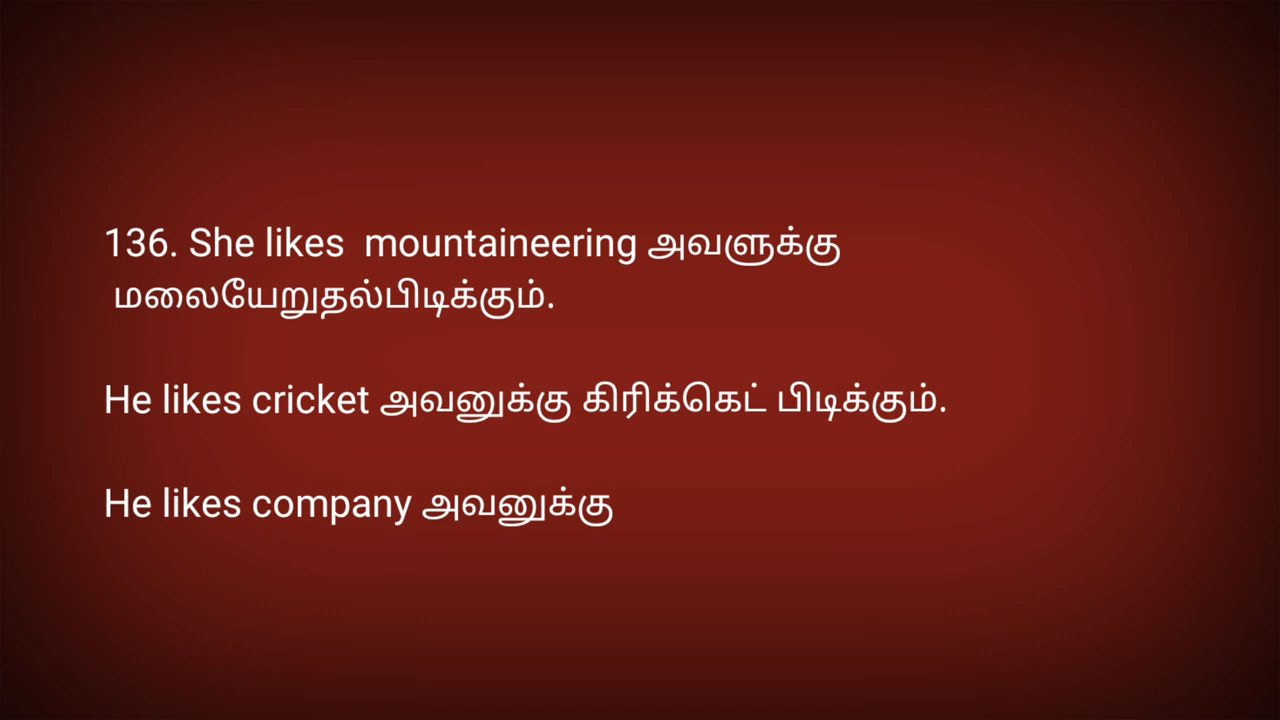 136. She likes  mountaineering அவளுக்கு
மலையேறுதல்பிடிக்கும்.
He likes cricket அவனுக்கு கிரிக்கெட் பிடிக்கும்.
He likes company அவனுக்கு